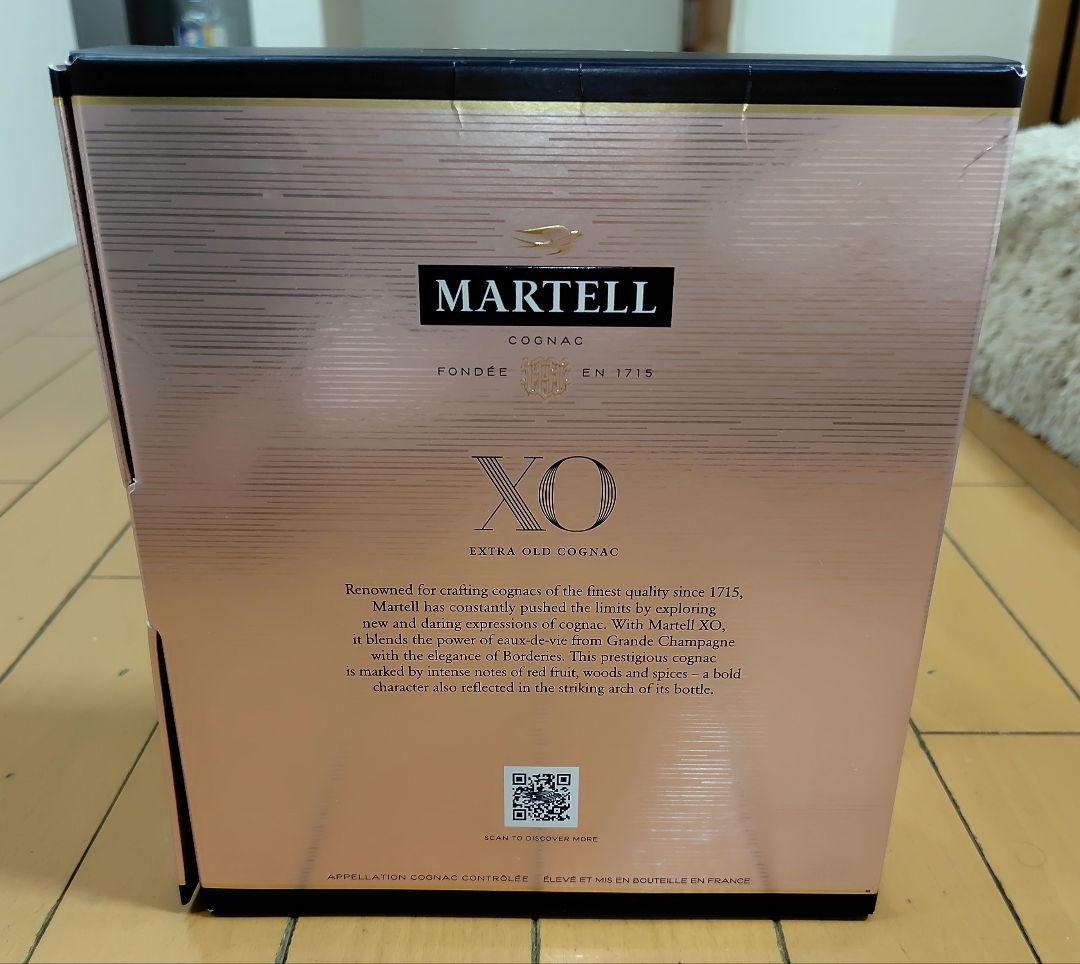 MARTELL
COGNAC
FONDÉE EN 1715
XO
EXTRA OLD COGNAC
Renowned for crafting cognacs of the finest quality since 1715,
Martell has constantly pushed the limits by exploring
new and daring expressions of cognac. With Martell XO,
it blends the power of eaux-de-vie from Grande Champagne
with the elegance of Borderies. This prestigious cognac
is marked by intense notes of red fruit, woods and spices – a bold
character also reflected in the striking arch of its bottle.
SCAN TO DISCOVER MORE
APPELLATION COGNAC CONTRÔLÉE ÉLEVÉ ET MIS EN BOUTEILLE EN FRANCE